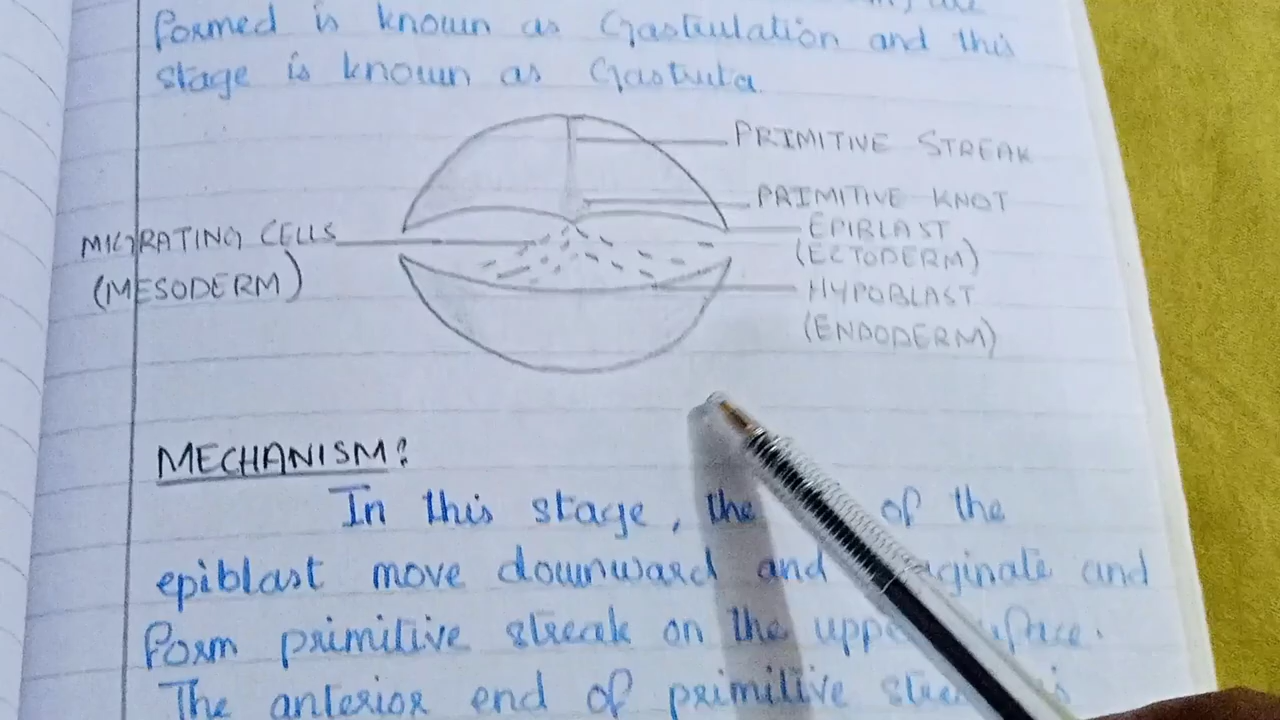 formed is known as Gastrulation and this
stage is known as Gastrula.
PRIMITIVE STREAK
PRIMITIVE KNOT
MIGRATING CELLS
(MESODERM)
EPIBLAST
(ECTODERM)
HYPOBLAST
(ENDODERM)
MECHANISM:
In this stage, the of the
epiblast move downward and and
form primitive streak on the
The anterior end of primitive